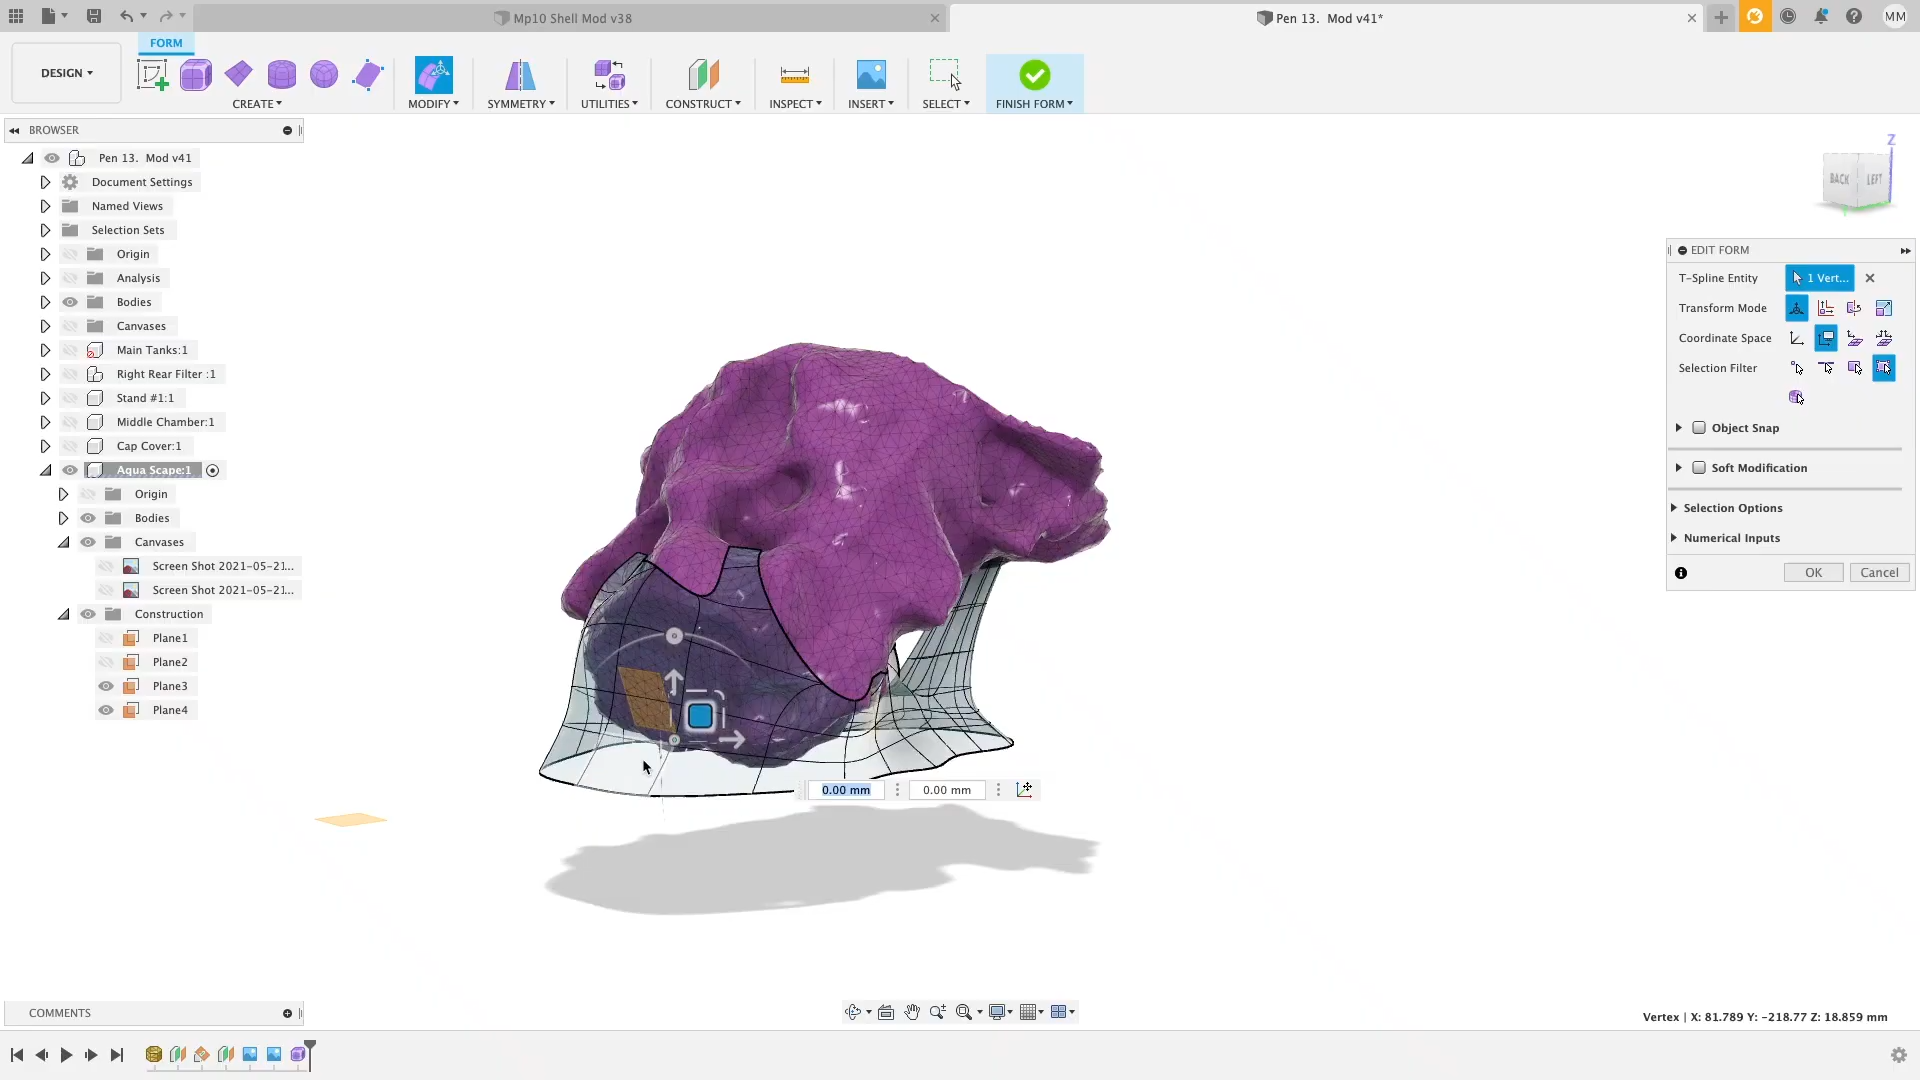 Mp10 Shell Mod v38
Pen 13.  Mod v41*
MM
FORM
DESIGN
CREATE
MODIFY
SYMMETRY
UTILITIES
CONSTRUCT
INSPECT
INSERT
SELECT
FINISH FORM
BROWSER
Pen 13.  Mod v41
Document Settings
Named Views
Selection Sets
Origin
Analysis
Bodies
Canvases
Main Tanks:1
Right Rear Filter :1
Stand #1:1
Middle Chamber:1
Cap Cover:1
Aqua Scape:1
Origin
Bodies
Canvases
Screen Shot 2021-05-21...
Screen Shot 2021-05-21...
Construction
Plane1
Plane2
Plane3
Plane4
Z
BACK
LEFT
EDIT FORM
T-Spline Entity
1 Vert...
Transform Mode
Coordinate Space
Selection Filter
Object Snap
Soft Modification
Selection Options
Numerical Inputs
OK
Cancel
0.00 mm
0.00 mm
COMMENTS
Vertex | X: 81.789 Y: -218.77 Z: 18.859 mm